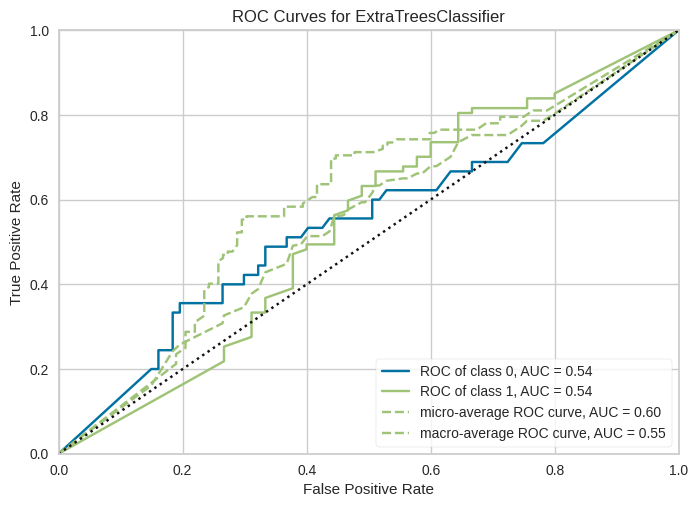 ROC Curves for ExtraTreesClassifier
True Positive Rate
1.0
0.8
0.6
0.4
0.2
0.0
ROC of class 0, AUC = 0.54
ROC of class 1, AUC = 0.54
micro-average ROC curve, AUC = 0.60
macro-average ROC curve, AUC = 0.55
0.0 0.2 0.4 0.6 0.8 1.0
False Positive Rate